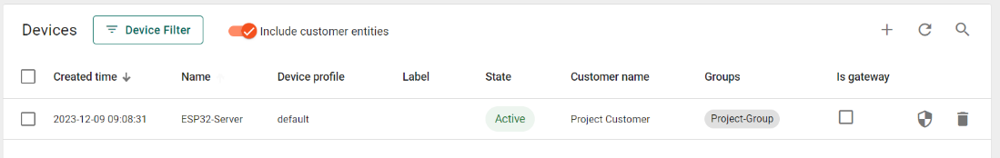 Devices Device Filter Include customer entities
Created time Name Device profile Label State Customer name Groups Is gateway
2023-12-09 09:08:31 ESP32-Server default Active Project Customer Project-Group